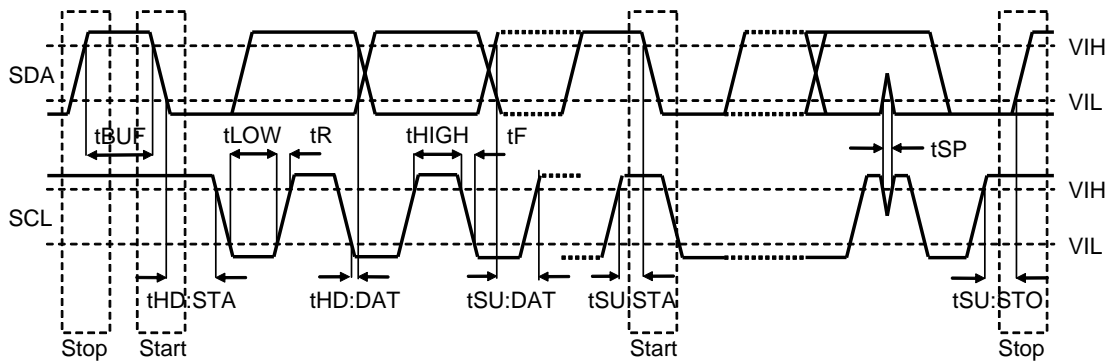 SDA
VIH
VIL
tBUF
tLOW
tR
tHIGH
tF
tSP
SCL
VIH
VIL
tHD:STA
tHD:DAT
tSU:DAT
tSU:STA
tSU:STO
Stop
Start
Start
Stop